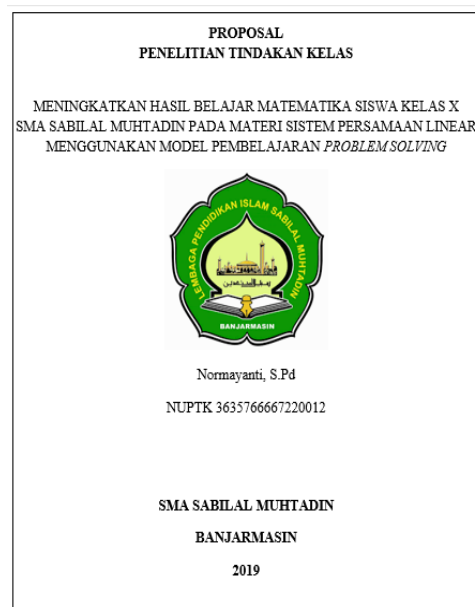 PROPOSAL
PENELITIAN TINDAKAN KELAS
MENINGKATKAN HASIL BELAJAR MATEMATIKA SISWA KELAS X
SMA SABILAL MUHTADIN PADA MATERI SISTEM PERSAMAAN LINEAR
MENGGUNAKAN MODEL PEMBELAJARAN PROBLEM SOLVING
LEMBAGA PENDIDIKAN ISLAM SABILAL MUHTADIN
BANJARMASIN
Normayanti, S.Pd
NUPTK 3635766667220012
SMA SABILAL MUHTADIN
BANJARMASIN
2019